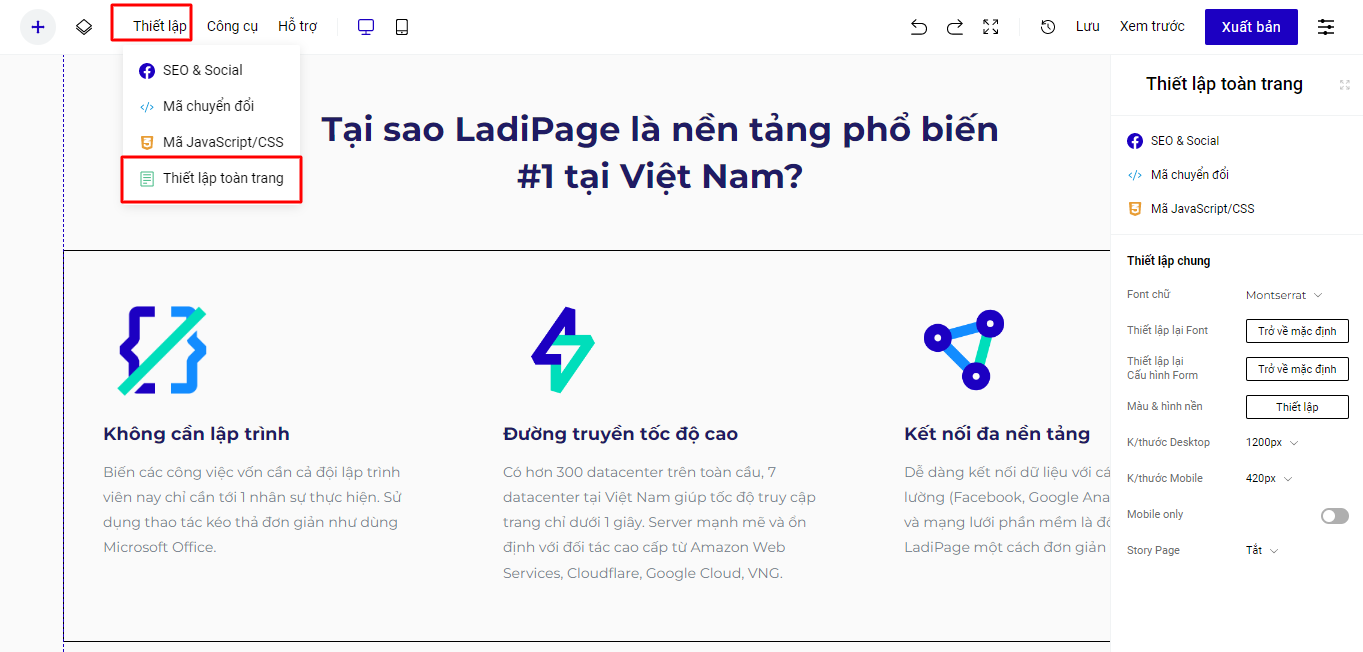 Thiết lập
Công cụ
Hỗ trợ
Lưu
Xem trước
Xuất bản
SEO & Social
Mã chuyển đổi
Mã JavaScript/CSS
Thiết lập toàn trang
Tại sao LadiPage là nền tảng phổ biến
#1 tại Việt Nam?
Không cần lập trình
Biến các công việc vốn cần cả đội lập trình
viên nay chỉ cần tới 1 nhân sự thực hiện. Sử
dụng thao tác kéo thả đơn giản như dùng
Microsoft Office.
Đường truyền tốc độ cao
Có hơn 300 datacenter trên toàn cầu, 7
datacenter tại Việt Nam giúp tốc độ truy cập
trang chỉ dưới 1 giây. Server mạnh mẽ và ổn
định với đối tác cao cấp từ Amazon Web
Services, Cloudflare, Google Cloud, VNG.
Kết nối đa nền tảng
Dễ dàng kết nối dữ liệu với cá
lường (Facebook, Google Ana
và mạng lưới phần mềm là đố
LadiPage một cách đơn giản
Thiết lập toàn trang
SEO & Social
Mã chuyển đổi
Mã JavaScript/CSS
Thiết lập chung
Font chữ
Montserrat
Thiết lập lại Font
Trở về mặc định
Thiết lập lại
Cấu hình Form
Trở về mặc định
Màu & hình nền
Thiết lập
K/thước Desktop
1200px
K/thước Mobile
420px
Mobile only
Story Page
Tắt